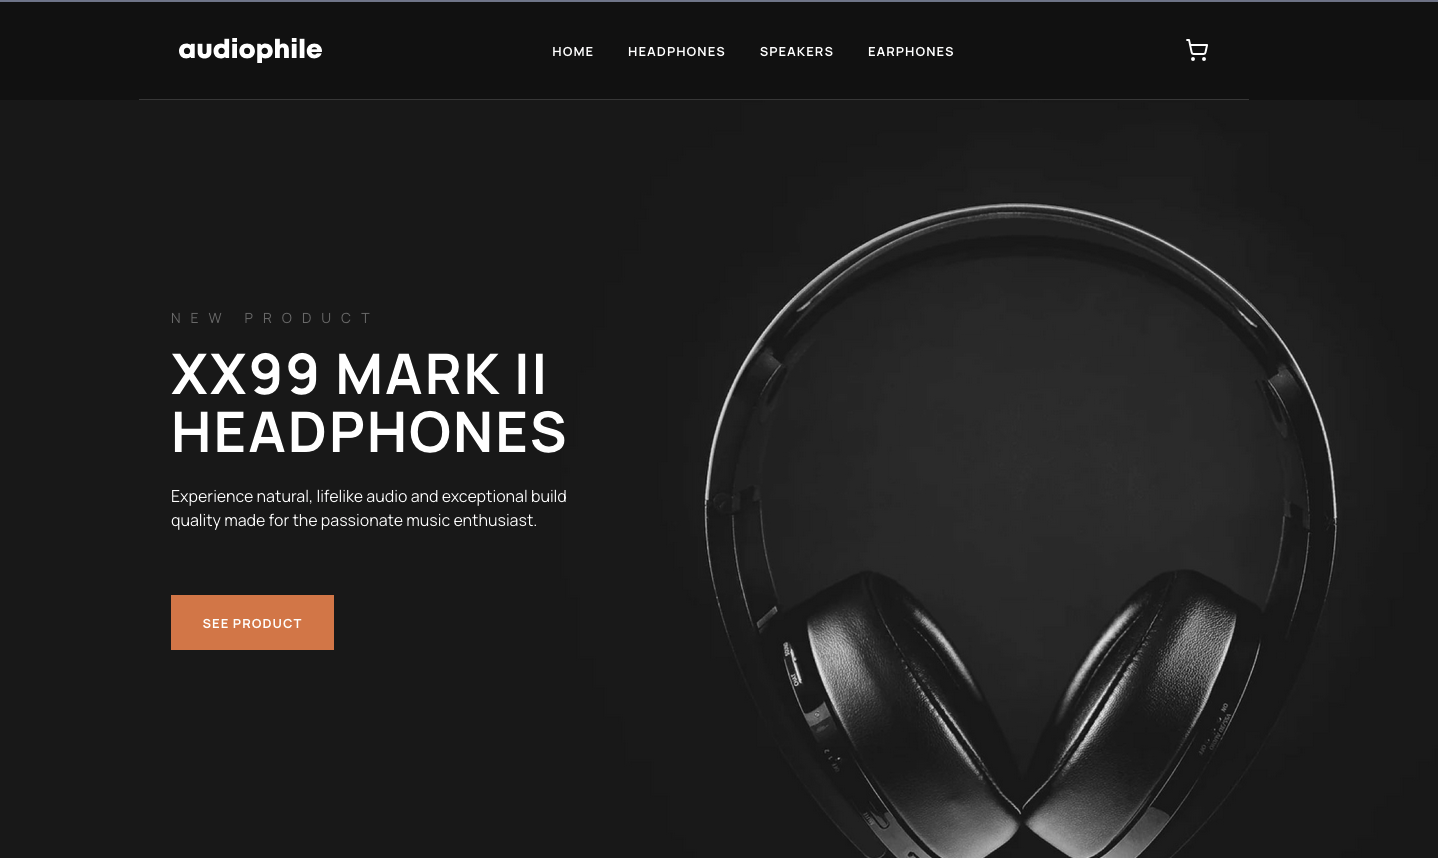 audiophile
HOME HEADPHONES SPEAKERS EARPHONES
NEW PRODUCT
XX99 MARK II
HEADPHONES
Experience natural, lifelike audio and exceptional build
quality made for the passionate music enthusiast.
SEE PRODUCT